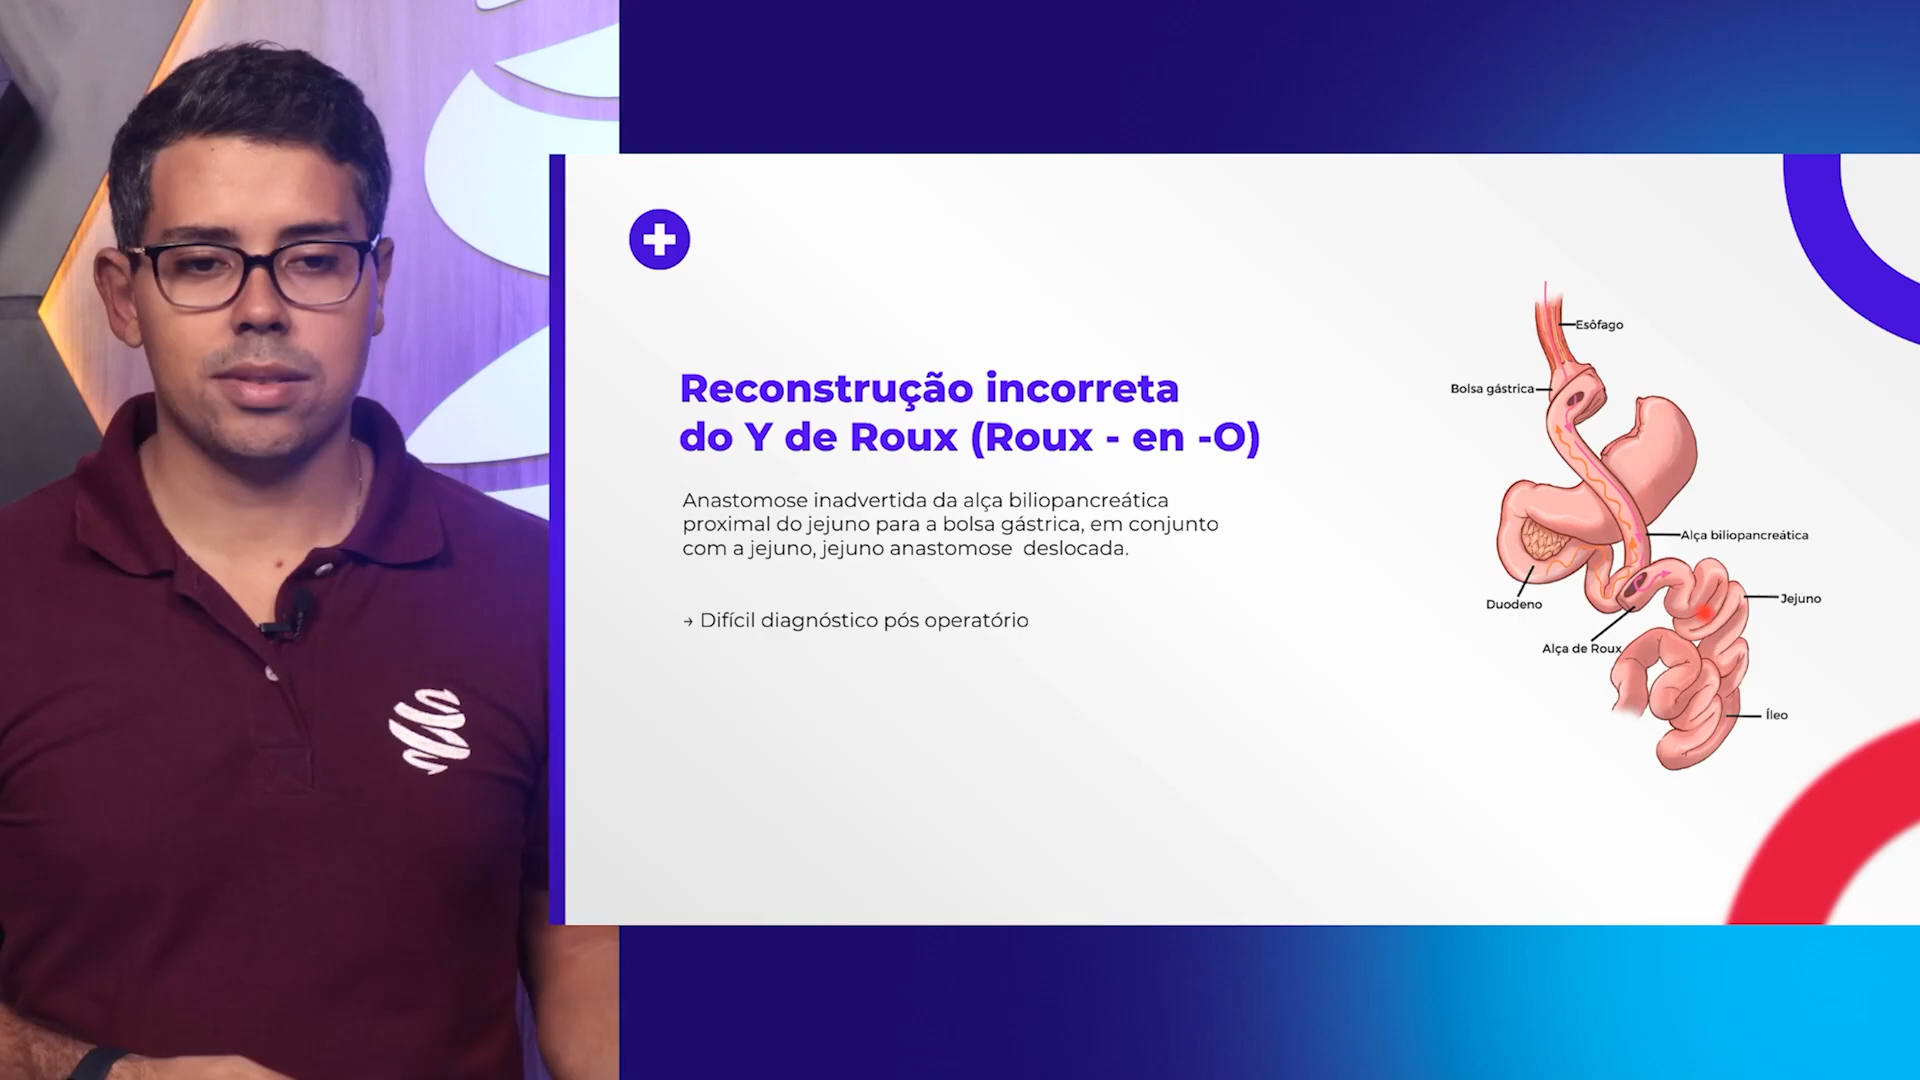 Reconstrução incorreta
do Y de Roux (Roux - en -O)
Anastomose inadvertida da alça biliopancreática
proximal do jejuno para a bolsa gástrica, em conjunto
com a jejuno, jejuno anastomose  deslocada.
→ Difícil diagnóstico pós operatório
Esôfago
Bolsa gástrica
Alça biliopancreática
Duodeno
Jejuno
Alça de Roux
Íleo